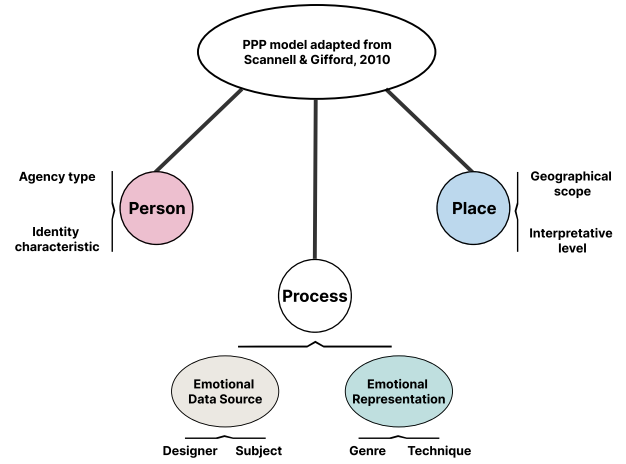 PPP model adapted from
Scannell & Gifford, 2010
Agency type
Identity
characteristic
Person
Place
Geographical
scope
Interpretative
level
Process
Emotional
Data Source
Emotional
Representation
Designer
Subject
Genre
Technique